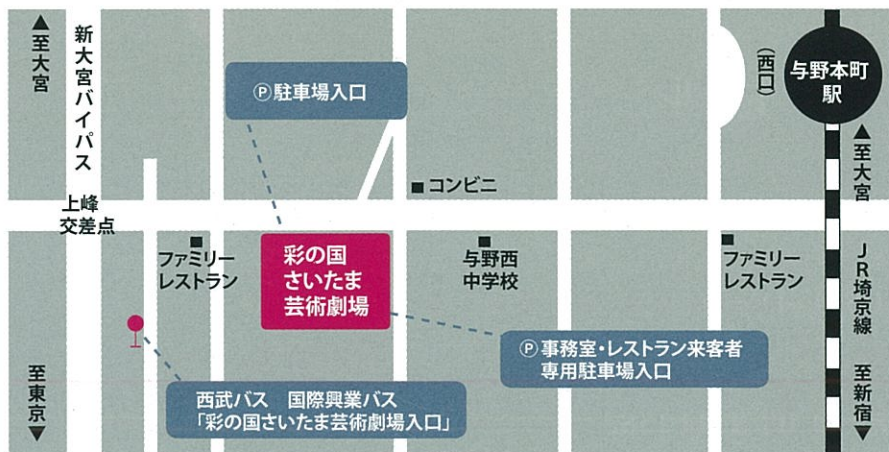 ▲至大宮
新大宮バイパス
Ⓟ駐車場入口
(西口)
与野本町
駅
▲至大宮
コンビニ
上峰
交差点
ファミリー
レストラン
彩の国
さいたま
芸術劇場
与野西
中学校
ファミリー
レストラン
JR埼京線
Ⓟ事務室・レストラン来客者
専用駐車場入口
至東京▼
西武バス 国際興業バス
「彩の国さいたま芸術劇場入口」
至新宿▼